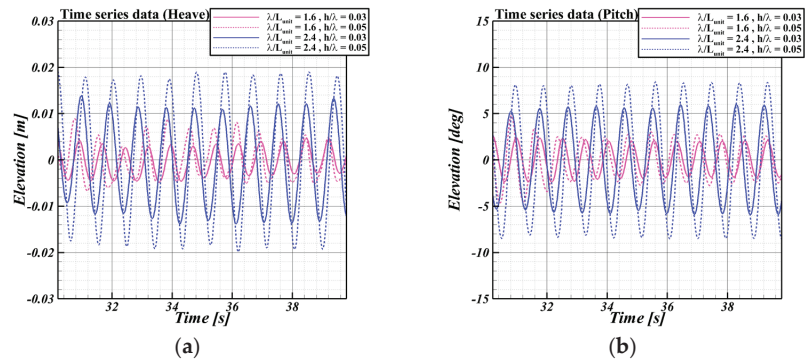 Time series data (Heave)
λ/Lunit = 1.6 , h/λ = 0.03
λ/Lunit = 1.6 , h/λ = 0.05
λ/Lunit = 2.4 , h/λ = 0.03
λ/Lunit = 2.4 , h/λ = 0.05
0.03
0.02
0.01
0
-0.01
-0.02
-0.03
Elevation [m]
32
34
36
38
Time [s]
(a)
Time series data (Pitch)
λ/Lunit = 1.6 , h/λ = 0.03
λ/Lunit = 1.6 , h/λ = 0.05
λ/Lunit = 2.4 , h/λ = 0.03
λ/Lunit = 2.4 , h/λ = 0.05
15
10
5
0
-5
-10
-15
Elevation [deg]
32
34
36
38
Time [s]
(b)